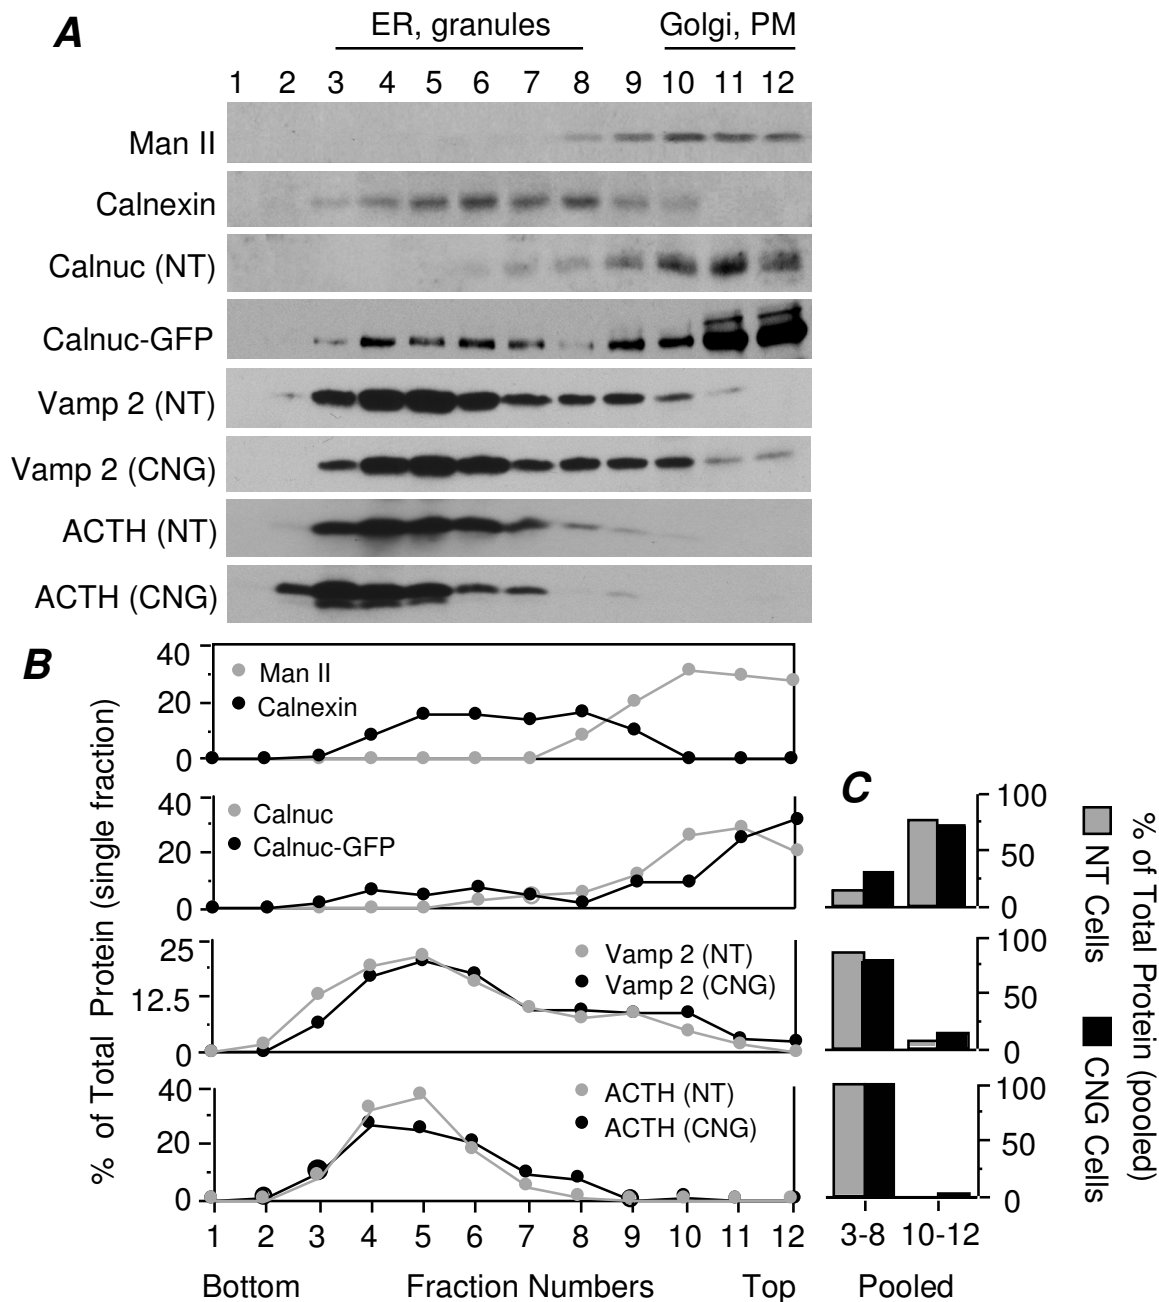 A
ER, granules
Golgi, PM
1 2 3 4 5 6 7 8 9 10 11 12
Man II
Calnexin
Calnuc (NT)
Calnuc-GFP
Vamp 2 (NT)
Vamp 2 (CNG)
ACTH (NT)
ACTH (CNG)
B
% of Total Protein (single fraction)
40
20
0
Man II
Calnexin
40
20
0
Calnuc
Calnuc-GFP
25
12.5
0
Vamp 2 (NT)
Vamp 2 (CNG)
40
20
0
ACTH (NT)
ACTH (CNG)
1 2 3 4 5 6 7 8 9 10 11 12
Bottom
Fraction Numbers
Top
C
100
50
0
100
50
0
100
50
0
3-8 10-12
Pooled
NT Cells
CNG Cells
% of Total Protein (pooled)